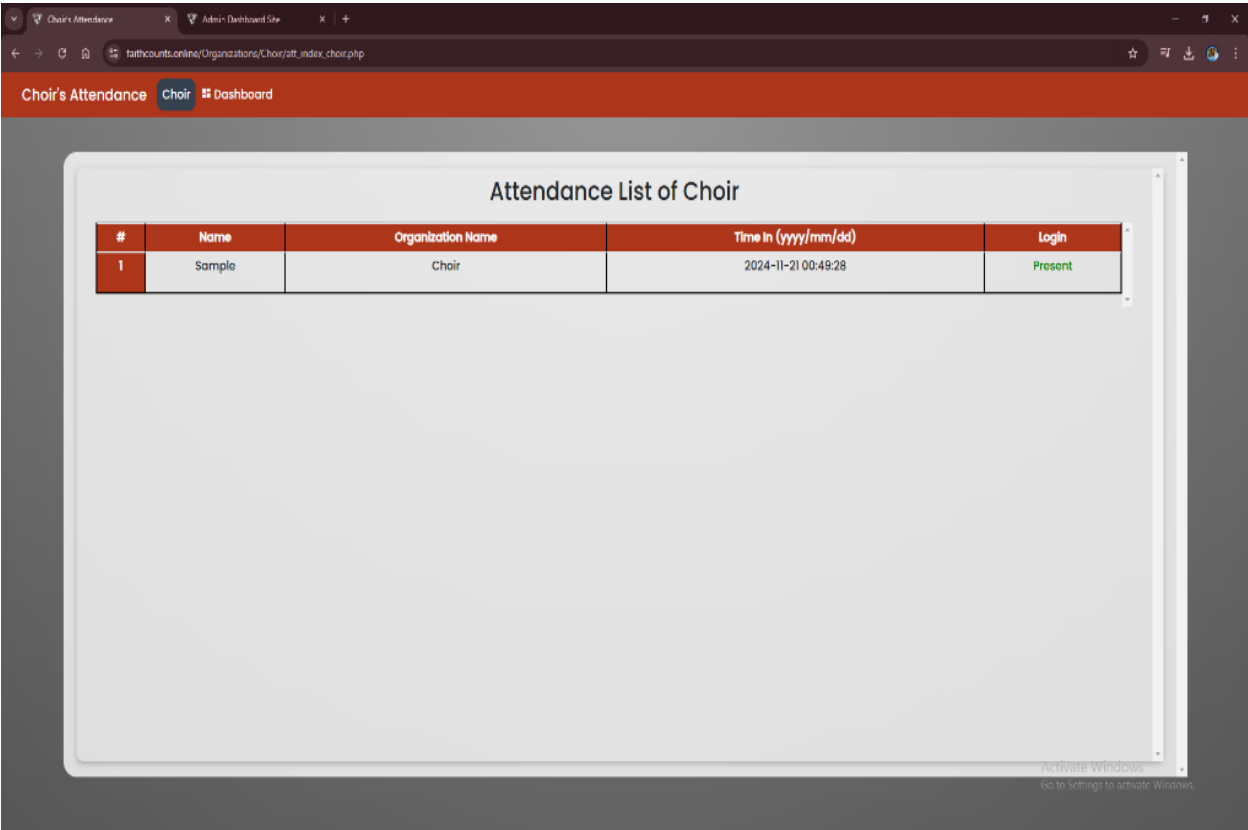 Choir's Attendance
Admin Dashboard Site
faithcounts.online/Organizations/Choir/att_index_choir.php
Choir's Attendance Choir Dashboard
Attendance List of Choir
# Name Organization Name Time In (yyyy/mm/dd) Login
1 Sample Choir 2024-11-21 00:49:28 Present
Activate Windows
Go to Settings to activate Windows.